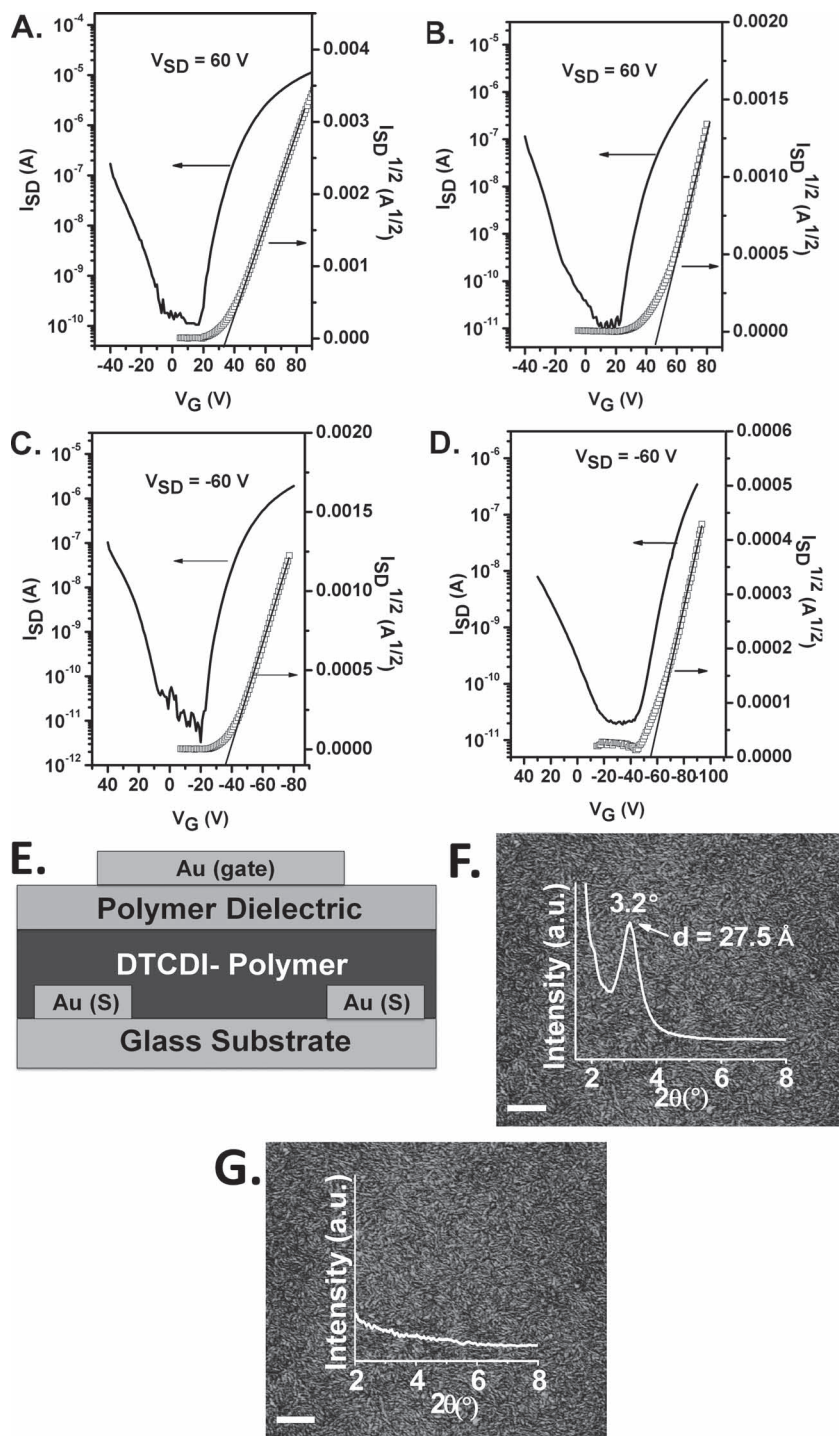 A.
V_SD = 60 V
I_SD (A)
10^-4
10^-5
10^-6
10^-7
10^-8
10^-9
10^-10
0.004
0.003
0.002
0.001
0.000
I_SD^1/2 (A^1/2)
-40 -20 0 20 40 60 80
V_G (V)
B.
V_SD = 60 V
I_SD (A)
10^-5
10^-6
10^-7
10^-8
10^-9
10^-10
10^-11
0.0020
0.0015
0.0010
0.0005
0.0000
I_SD^1/2 (A^1/2)
-40 -20 0 20 40 60 80
V_G (V)
C.
V_SD = -60 V
I_SD (A)
10^-5
10^-6
10^-7
10^-8
10^-9
10^-10
10^-11
10^-12
0.0020
0.0015
0.0010
0.0005
0.0000
I_SD^1/2 (A^1/2)
40 20 0 -20 -40 -60 -80
V_G (V)
D.
V_SD = -60 V
I_SD (A)
10^-6
10^-7
10^-8
10^-9
10^-10
10^-11
0.0006
0.0005
0.0004
0.0003
0.0002
0.0001
0.0000
I_SD^1/2 (A^1/2)
40 20 0 -20 -40 -60 -80 -100
V_G (V)
E.
Au (gate)
Polymer Dielectric
DTCDI- Polymer
Au (S) Au (S)
Glass Substrate
F.
Intensity (a.u.)
3.2°
d = 27.5 Å
2 4 6 8
2θ(°)
G.
Intensity (a.u.)
2 4 6 8
2θ(°)